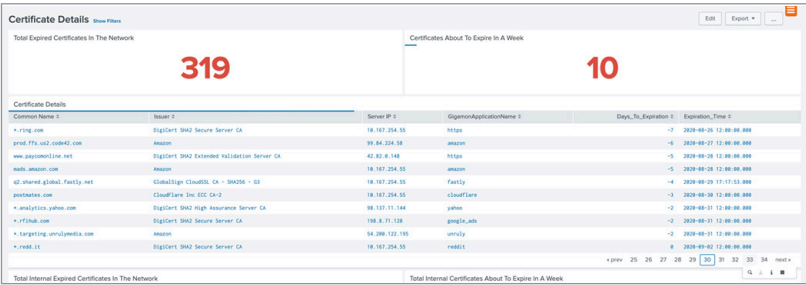 Certificate Details Show Filters
Edit Export ...
Total Expired Certificates In The Network
Certificates About To Expire In A Week
319
10
Certificate Details
Common Name Issuer Server IP GigamonApplicationName Days_To_Expiration Expiration_Time
*.ring.com DigiCert SHA2 Secure Server CA 10.167.254.55 https -7 2020-08-26 12:00:00.000
prod.ffs.us2.code42.com Amazon 99.84.224.58 amazon -6 2020-08-27 12:00:00.000
www.paycomonline.net DigiCert SHA2 Extended Validation Server CA 42.82.0.148 https -5 2020-08-28 12:00:00.000
mads.amazon.com Amazon 10.167.254.55 amazon -5 2020-08-28 12:00:00.000
q2.shared.global.fastly.net GlobalSign CloudSSL CA - SHA256 - G3 10.167.254.55 fastly -4 2020-08-29 17:17:53.000
postmates.com CloudFlare Inc ECC CA-2 10.167.254.55 cloudflare -3 2020-08-30 12:00:00.000
*.analytics.yahoo.com DigiCert SHA2 High Assurance Server CA 98.137.11.144 yahoo -2 2020-08-31 12:00:00.000
*.rfihub.com DigiCert SHA2 Secure Server CA 198.8.71.128 google_ads -2 2020-08-31 12:00:00.000
*.targeting.unrulymedia.com Amazon 54.200.122.195 unruly -2 2020-08-31 12:00:00.000
*.redd.it DigiCert SHA2 Secure Server CA 10.167.254.55 reddit 0 2020-09-02 12:00:00.000
« prev 25 26 27 28 29 30 31 32 33 34 next »
Total Internal Expired Certificates In The Network
Total Internal Certificates About To Expire In A Week